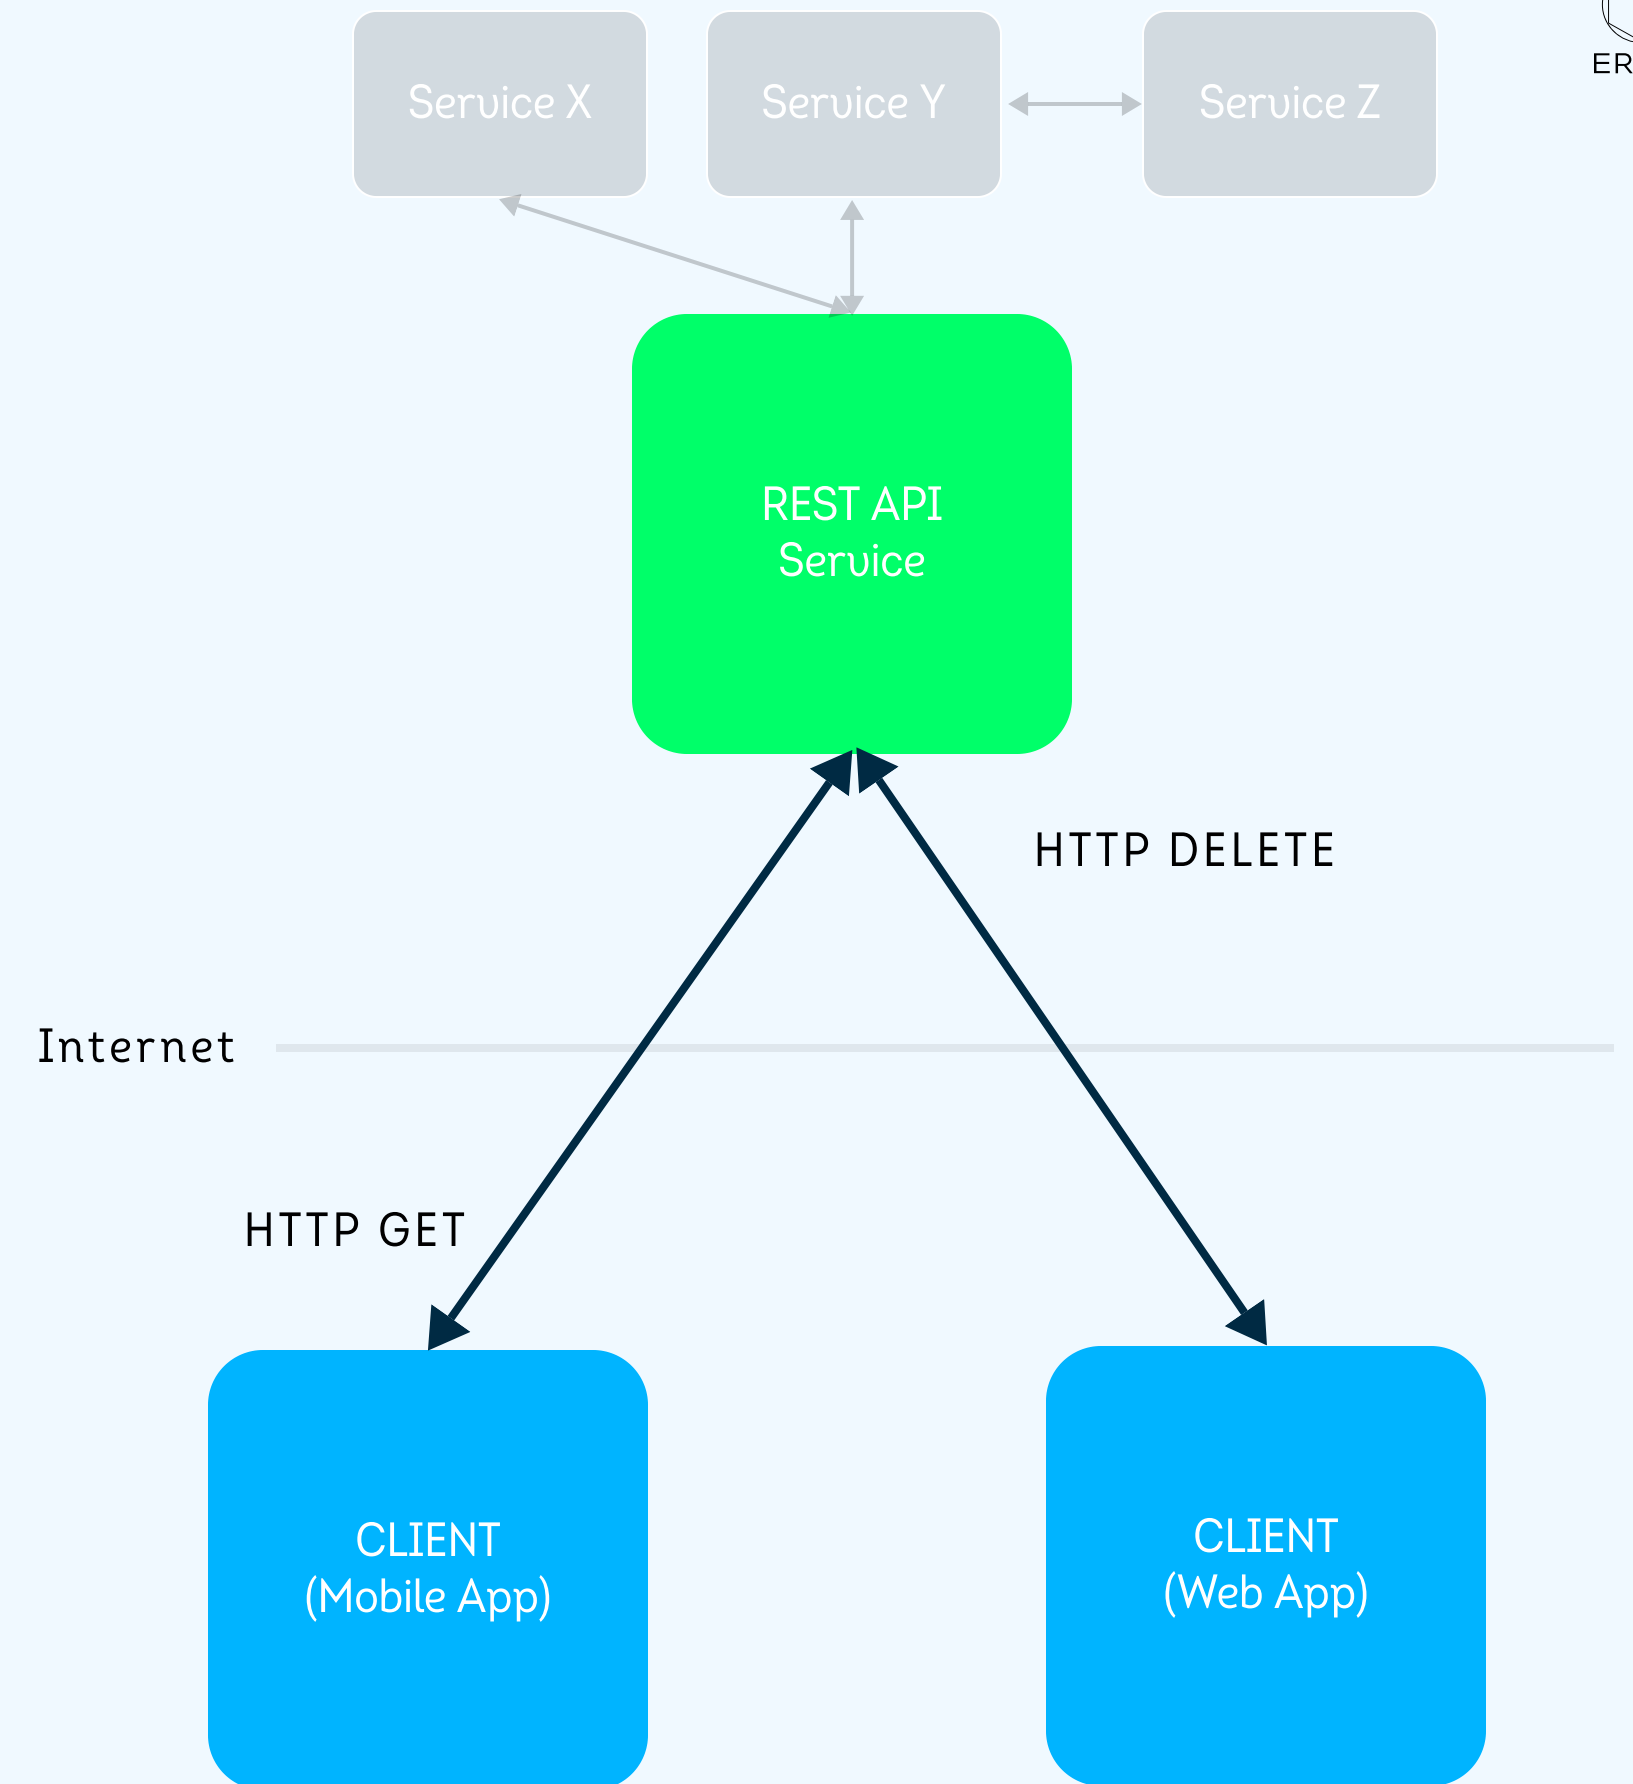 Service X
Service Y
Service Z
ER
REST API
Service
HTTP DELETE
Internet
HTTP GET
CLIENT
(Mobile App)
CLIENT
(Web App)